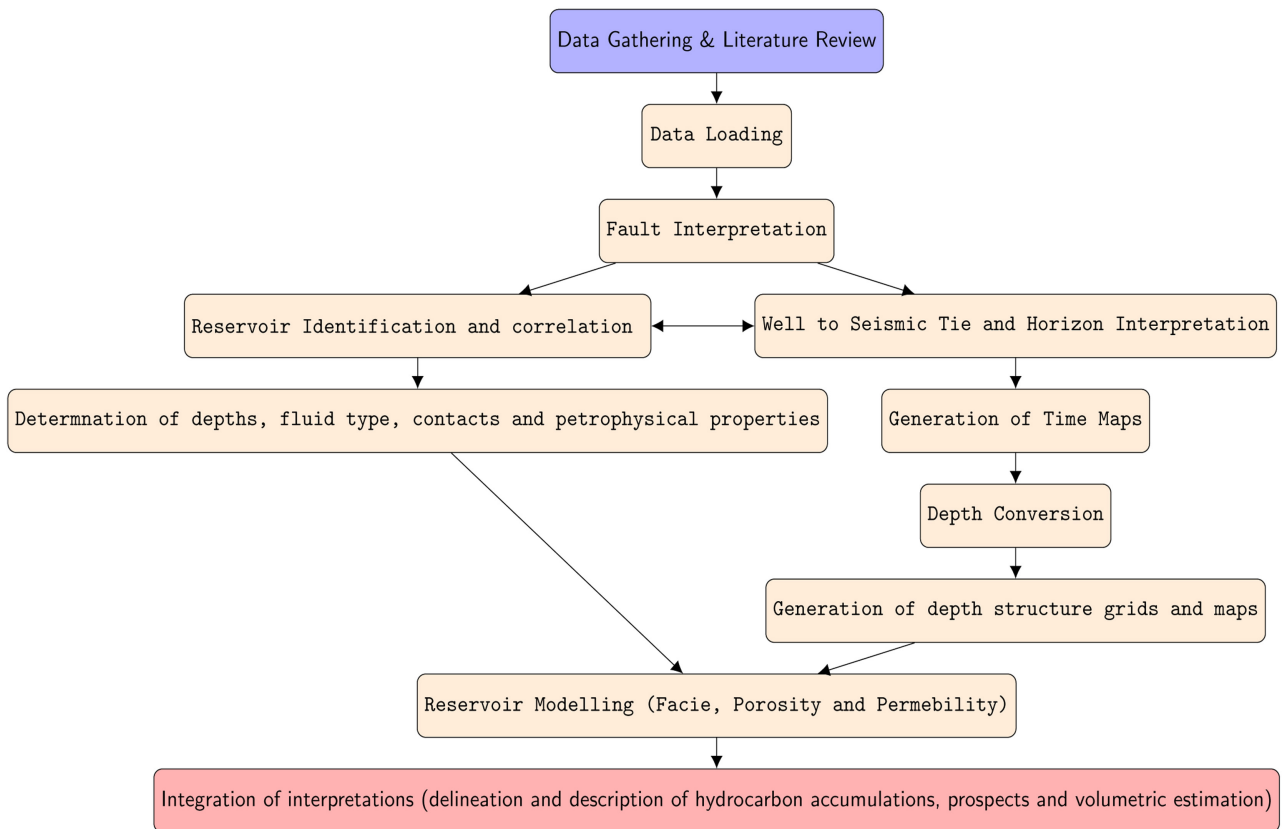 Data Gathering & Literature Review
Data Loading
Fault Interpretation
Reservoir Identification and correlation
Well to Seismic Tie and Horizon Interpretation
Determnation of depths, fluid type, contacts and petrophysical properties
Generation of Time Maps
Depth Conversion
Generation of depth structure grids and maps
Reservoir Modelling (Facie, Porosity and Permebility)
Integration of interpretations (delineation and description of hydrocarbon accumulations, prospects and volumetric estimation)